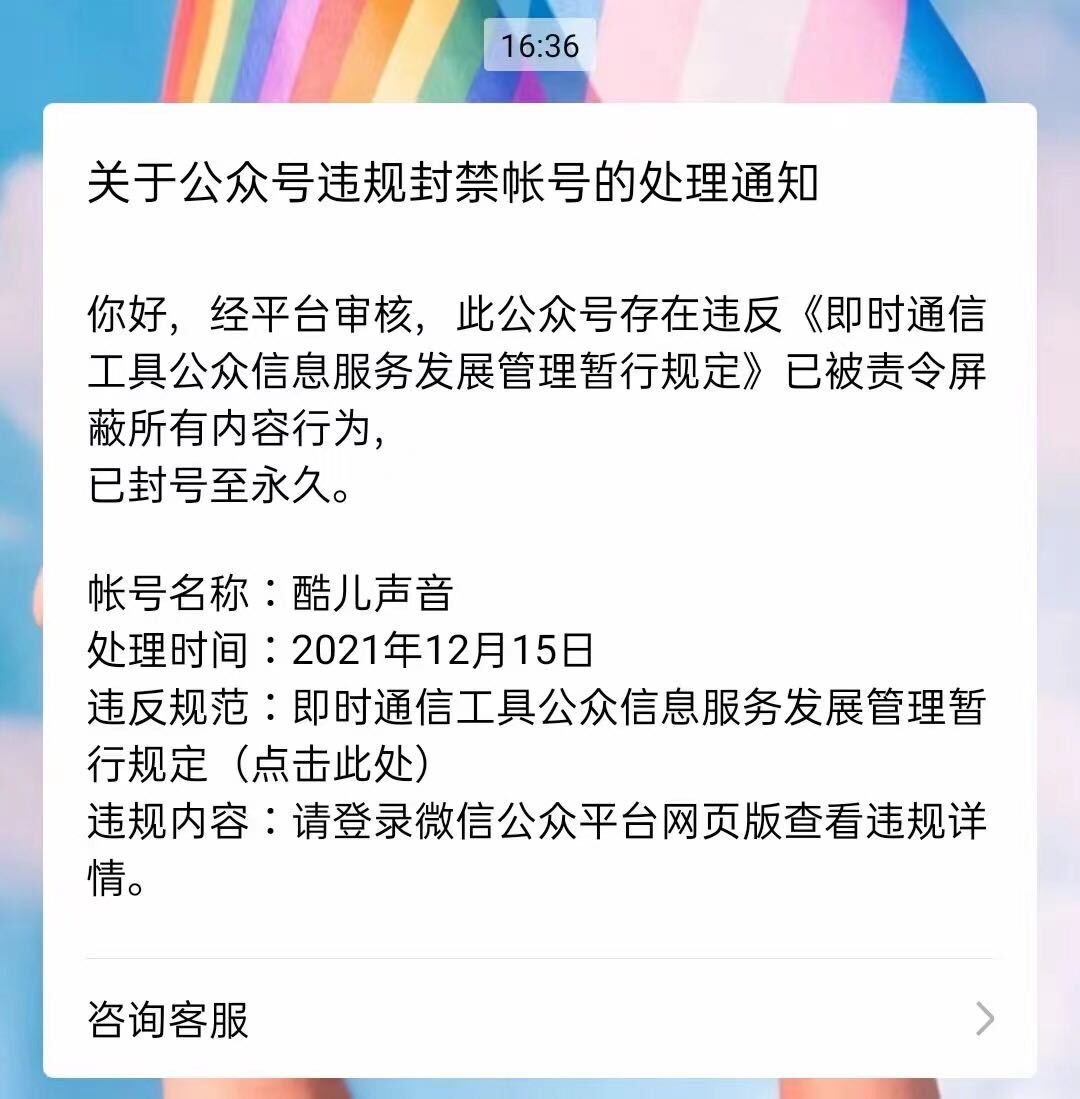 16:36
关于公众号违规封禁帐号的处理通知
你好，经平台审核，此公众号存在违反《即时通信
工具公众信息服务发展管理暂行规定》已被责令屏
蔽所有内容行为，
已封号至永久。
帐号名称：酷儿声音
处理时间：2021年12月15日
违反规范：即时通信工具公众信息服务发展管理暂
行规定（点击此处）
违规内容：请登录微信公众平台网页版查看违规详
情。
咨询客服